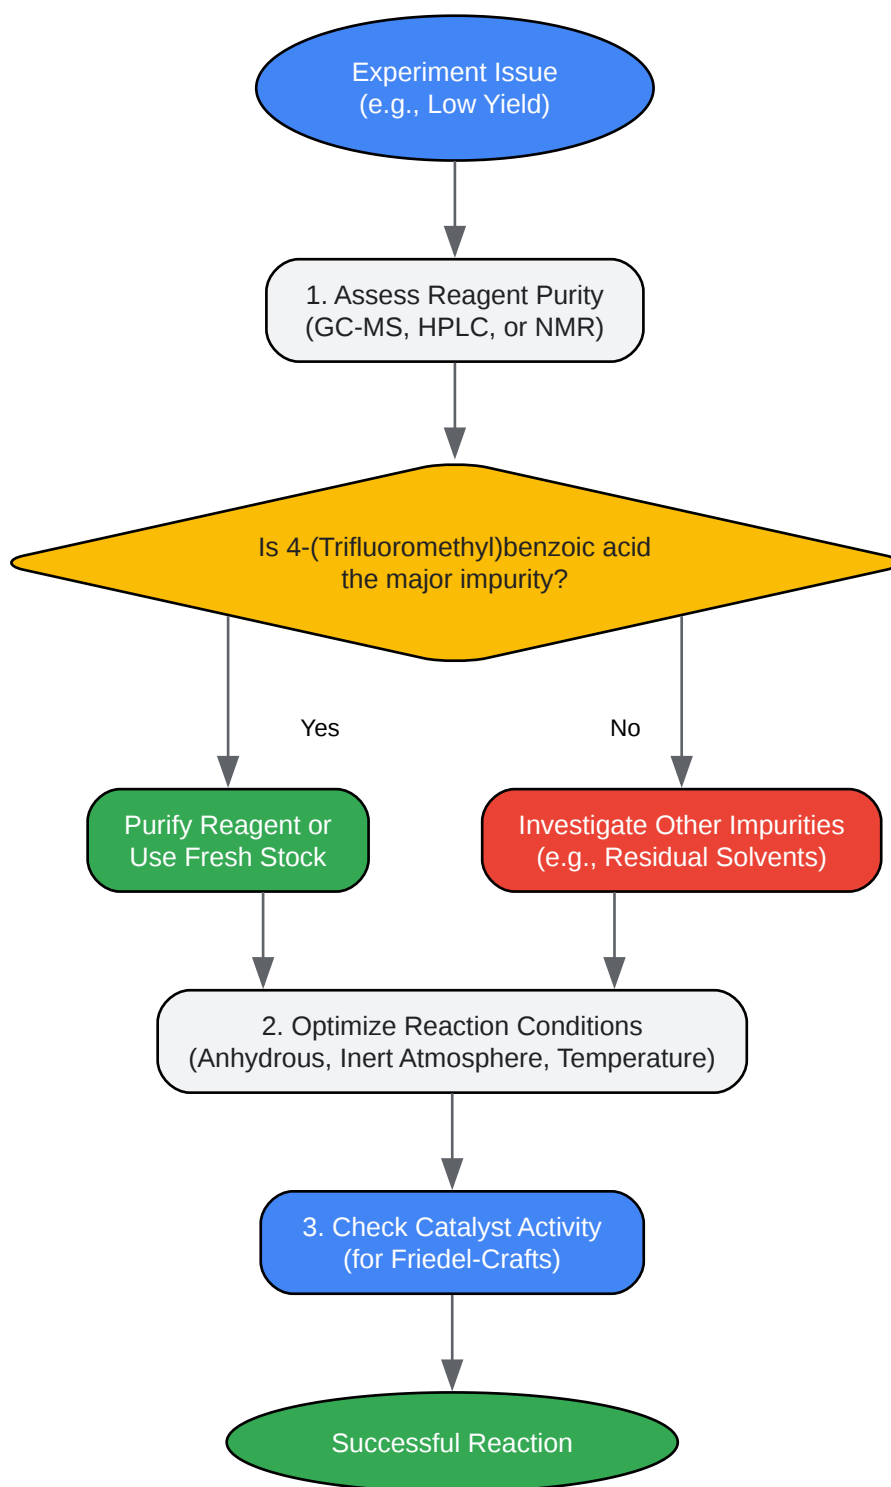 Experiment Issue
(e.g., Low Yield)
1. Assess Reagent Purity
(GC-MS, HPLC, or NMR)
Is 4-(Trifluoromethyl)benzoic acid
the major impurity?
Yes
No
Purify Reagent or
Use Fresh Stock
Investigate Other Impurities
(e.g., Residual Solvents)
2. Optimize Reaction Conditions
(Anhydrous, Inert Atmosphere, Temperature)
3. Check Catalyst Activity
(for Friedel-Crafts)
Successful Reaction